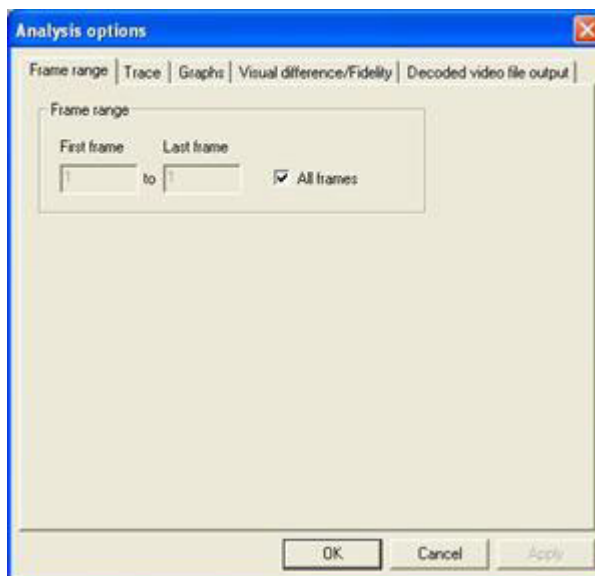 Analysis options
Frame range Trace Graphs Visual difference/Fidelity Decoded video file output
Frame range
First frame Last frame
1 to 1 All frames
OK Cancel Apply